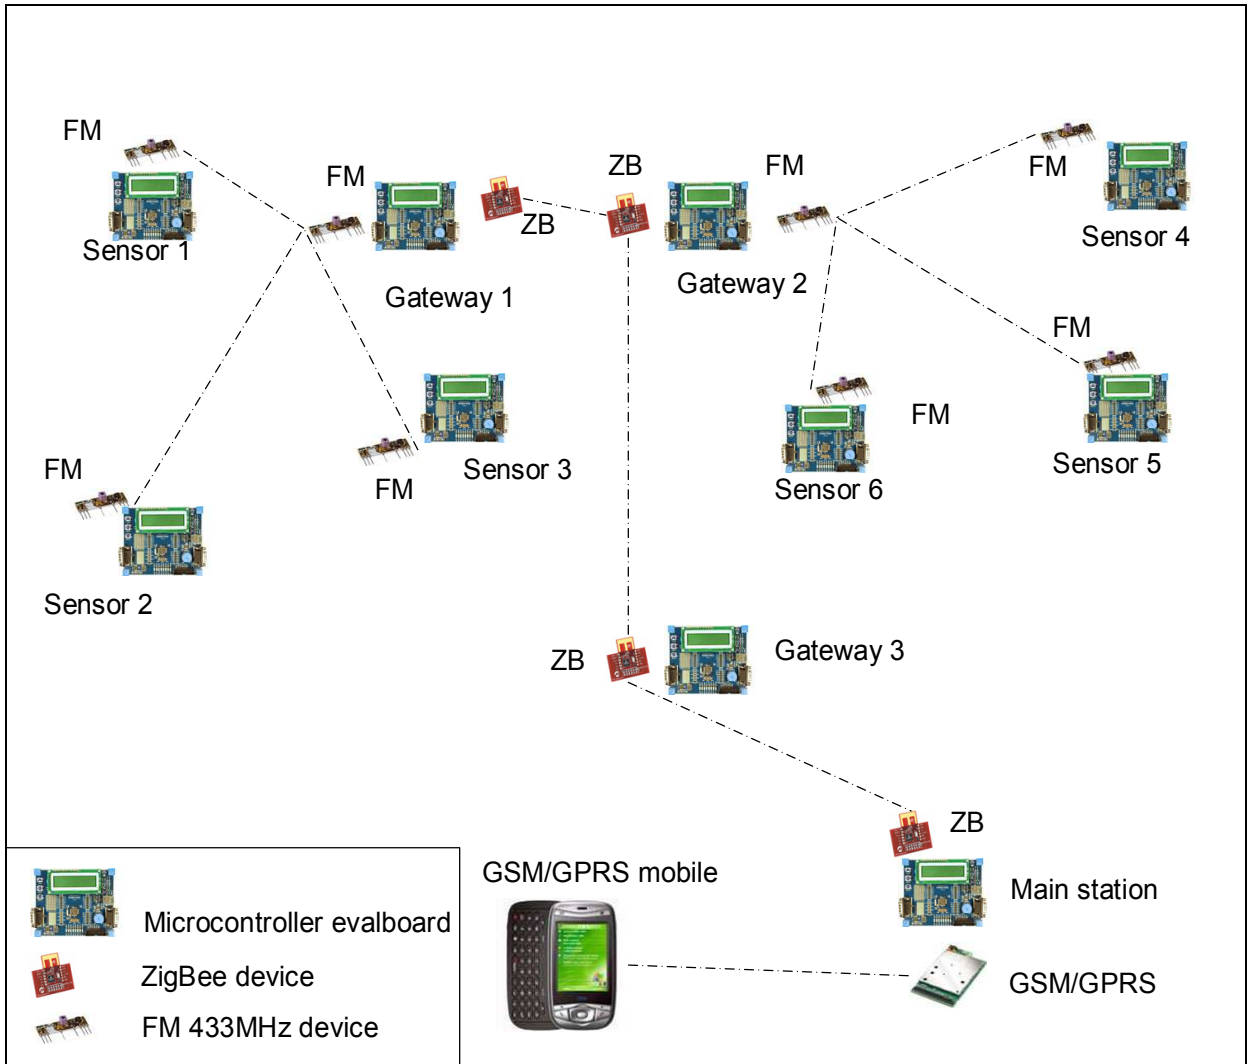 FM
FM
FM
ZB
ZB
FM
FM
Sensor 1
Gateway 1
Gateway 2
Sensor 4
FM
FM
FM
FM
Sensor 3
Sensor 6
Sensor 5
Sensor 2
ZB
Gateway 3
ZB
GSM/GPRS mobile
Main station
GSM/GPRS
Microcontroller evalboard
ZigBee device
FM 433MHz device